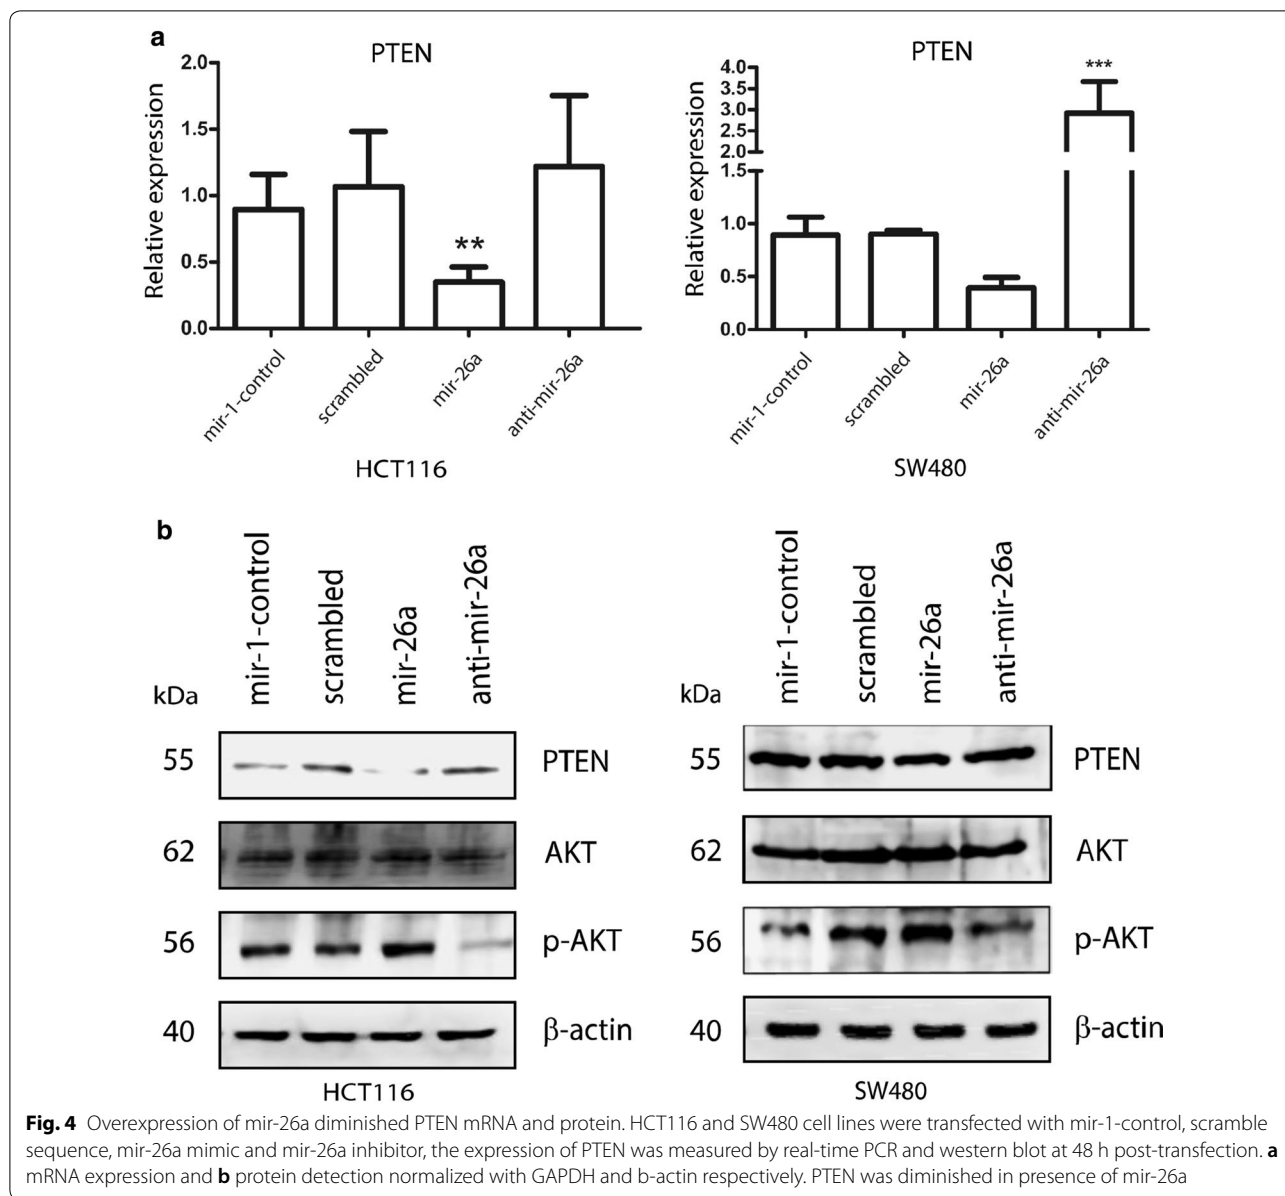 a
PTEN
Relative expression
2.0
1.5
1.0
0.5
0.0
**
mir-1-control
scrambled
mir-26a
anti-mir-26a
HCT116
PTEN
Relative expression
4.0
3.5
3.0
2.5
2.0
1.5
1.0
0.5
0.0
***
mir-1-control
scrambled
mir-26a
anti-mir-26a
SW480
b
kDa
mir-1-control
scrambled
mir-26a
anti-mir-26a
55 PTEN
62 AKT
56 p-AKT
40 β-actin
HCT116
kDa
mir-1-control
scrambled
mir-26a
anti-mir-26a
55 PTEN
62 AKT
56 p-AKT
40 β-actin
SW480
Fig. 4 Overexpression of mir-26a diminished PTEN mRNA and protein. HCT116 and SW480 cell lines were transfected with mir-1-control, scramble
sequence, mir-26a mimic and mir-26a inhibitor, the expression of PTEN was measured by real-time PCR and western blot at 48 h post-transfection. a
mRNA expression and b protein detection normalized with GAPDH and b-actin respectively. PTEN was diminished in presence of mir-26a